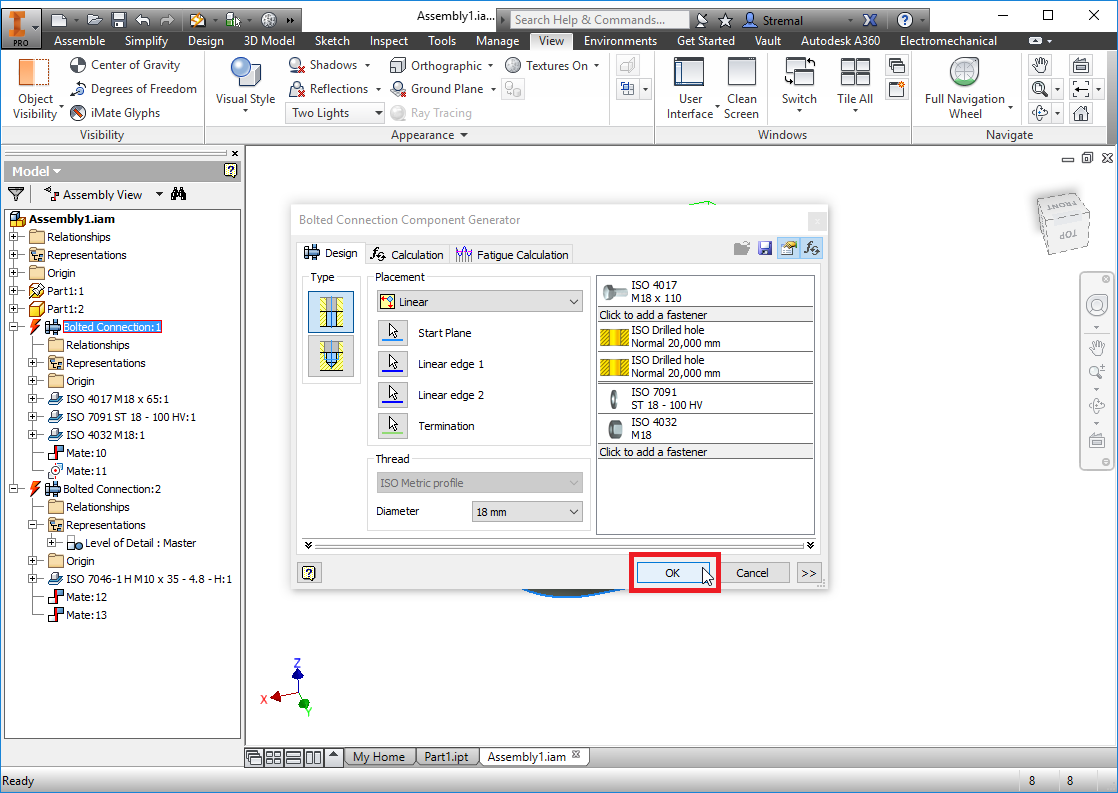 Assembly1.ia...
Search Help & Commands...
Stremal
PRO
Assemble Simplify Design 3D Model Sketch Inspect Tools Manage View Environments Get Started Vault Autodesk A360 Electromechanical
Object
Visibility
Center of Gravity
Degrees of Freedom
iMate Glyphs
Visibility
Visual Style
Shadows
Reflections
Two Lights
Orthographic
Ground Plane
Ray Tracing
Textures On
Appearance
User
Interface
Clean
Screen
Switch
Tile All
Windows
Full Navigation
Wheel
Navigate
Model
Assembly View
Assembly1.iam
Relationships
Representations
Origin
Part1:1
Part1:2
Bolted Connection:1
Relationships
Representations
Origin
ISO 4017 M18 x 65:1
ISO 7091 ST 18 - 100 HV:1
ISO 4032 M18:1
Mate:10
Mate:11
Bolted Connection:2
Relationships
Representations
Level of Detail : Master
Origin
ISO 7046-1 H M10 x 35 - 4.8 - H:1
Mate:12
Mate:13
FRONT
TOP
Bolted Connection Component Generator
Design Calculation Fatigue Calculation
Type
Placement
Linear
Start Plane
Linear edge 1
Linear edge 2
Termination
Thread
ISO Metric profile
Diameter
18 mm
ISO 4017
M18 x 110
Click to add a fastener
ISO Drilled hole
Normal 20,000 mm
ISO Drilled hole
Normal 20,000 mm
ISO 7091
ST 18 - 100 HV
ISO 4032
M18
Click to add a fastener
OK
Cancel
>>
Z
X
Y
My Home Part1.ipt Assembly1.iam
Ready
8 8